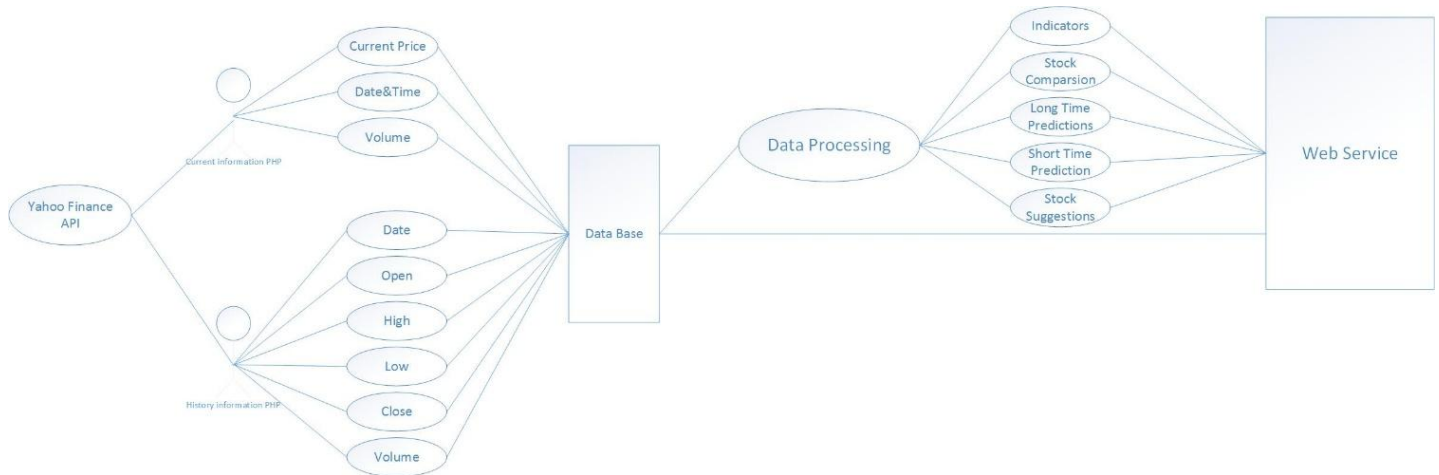 Yahoo Finance
API
Current information PHP
History information PHP
Current Price
Date&Time
Volume
Date
Open
High
Low
Close
Volume
Data Base
Data Processing
Indicators
Stock
Comparsion
Long Time
Predictions
Short Time
Prediction
Stock
Suggestions
Web Service